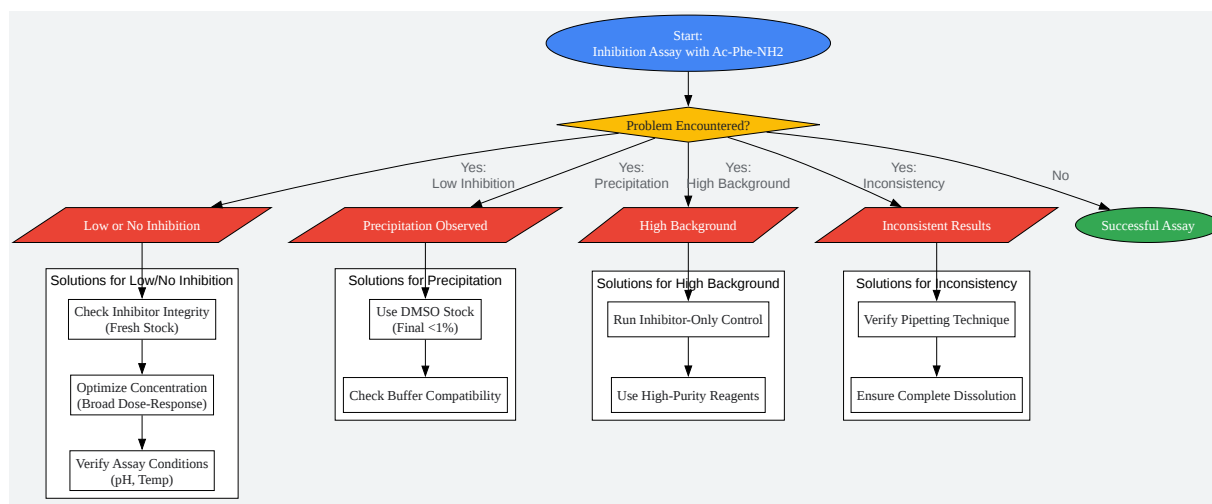 Start:
Inhibition Assay with Ac-Phe-NH2
Problem Encountered?
Yes:
Low Inhibition
Yes:
Precipitation
Yes:
High Background
Yes:
Inconsistency
No
Low or No Inhibition
Precipitation Observed
High Background
Inconsistent Results
Successful Assay
Solutions for Low/No Inhibition
Check Inhibitor Integrity
(Fresh Stock)
Optimize Concentration
(Broad Dose-Response)
Verify Assay Conditions
(pH, Temp)
Solutions for Precipitation
Use DMSO Stock
(Final <1%)
Check Buffer Compatibility
Solutions for High Background
Run Inhibitor-Only Control
Use High-Purity Reagents
Solutions for Inconsistency
Verify Pipetting Technique
Ensure Complete Dissolution